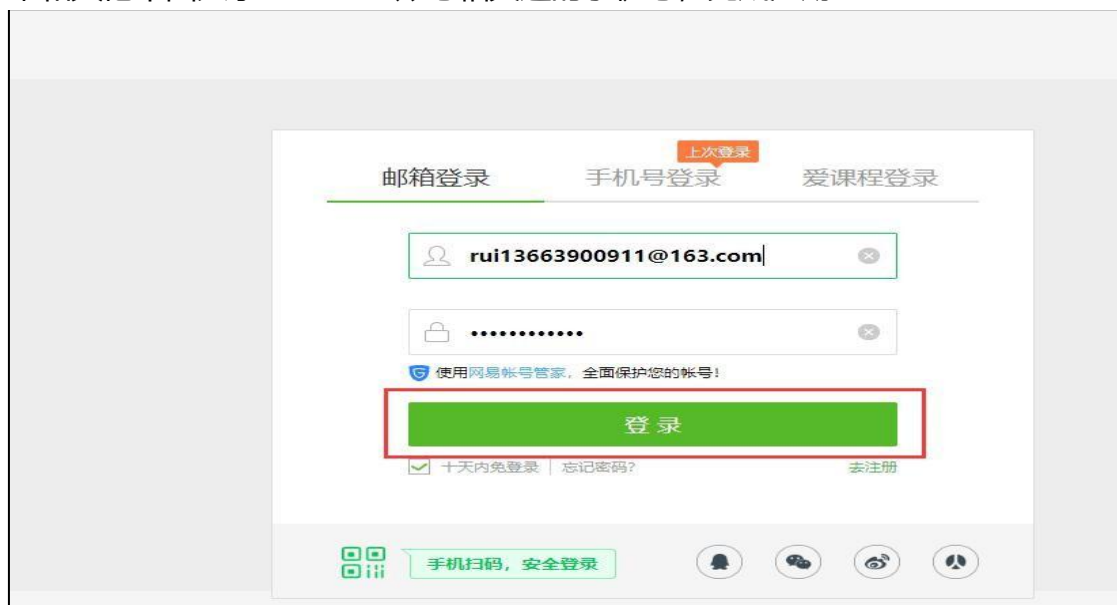 上次登录
邮箱登录 手机号登录 爱课程登录
rui13663900911@163.com
••••••••••••
使用网易帐号管家，全面保护您的帐号！
登 录
十天内免登录 | 忘记密码? 去注册
手机扫码，安全登录